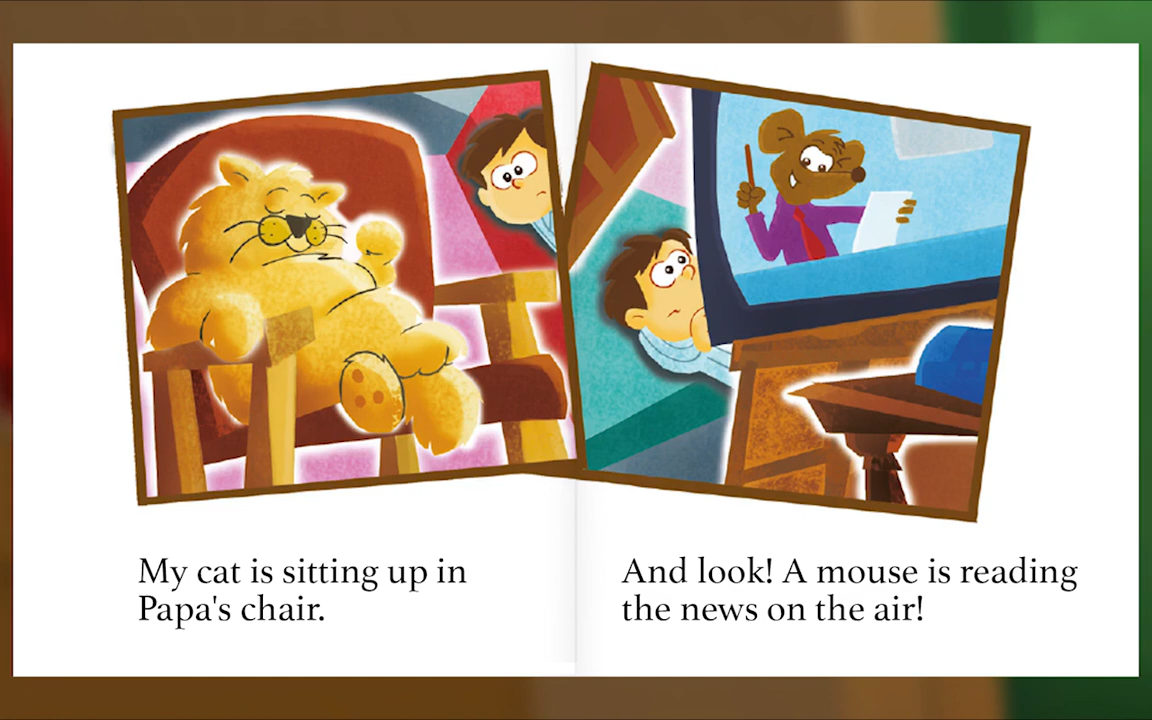 My cat is sitting up in
Papa's chair.
And look! A mouse is reading
the news on the air!